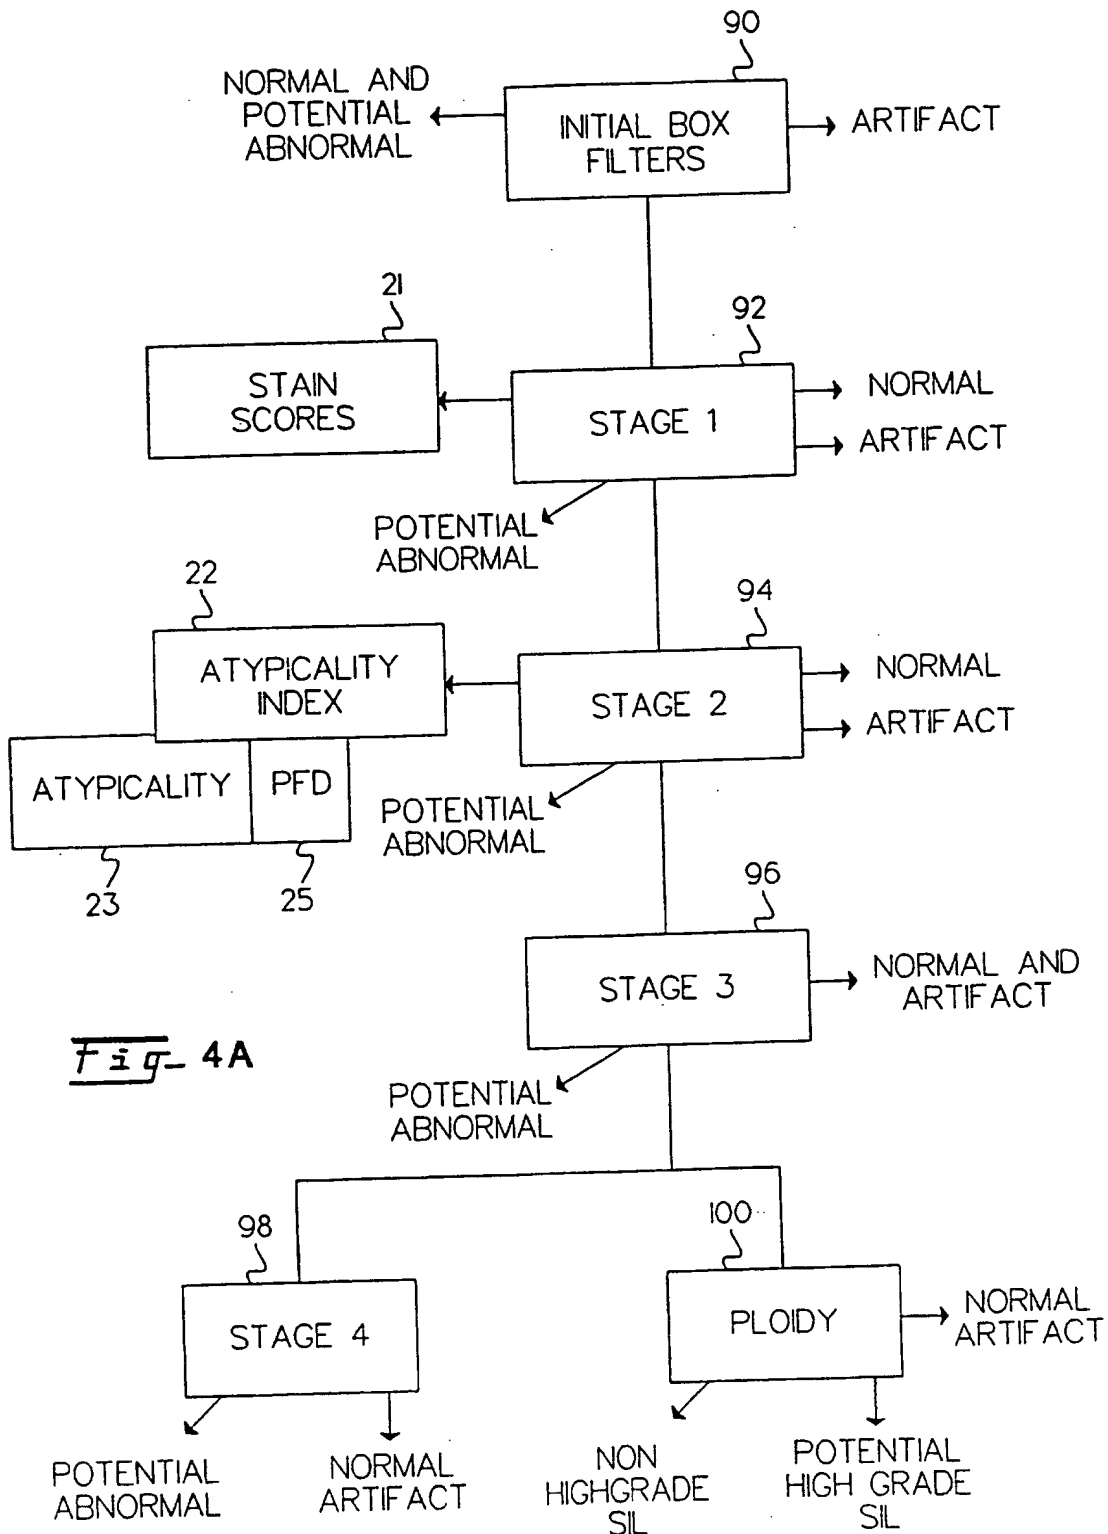 90
NORMAL AND
POTENTIAL
ABNORMAL
INITIAL BOX
FILTERS
ARTIFACT
21
92
STAIN
SCORES
STAGE 1
NORMAL
ARTIFACT
POTENTIAL
ABNORMAL
22
94
ATYPICALITY
INDEX
STAGE 2
NORMAL
ARTIFACT
ATYPICALITY
PFD
POTENTIAL
ABNORMAL
23
25
96
STAGE 3
NORMAL AND
ARTIFACT
Fig_ 4A
POTENTIAL
ABNORMAL
98
100
STAGE 4
PLOIDY
NORMAL
ARTIFACT
POTENTIAL
ABNORMAL
NORMAL
ARTIFACT
NON
HIGHGRADE
SIL
POTENTIAL
HIGH GRADE
SIL